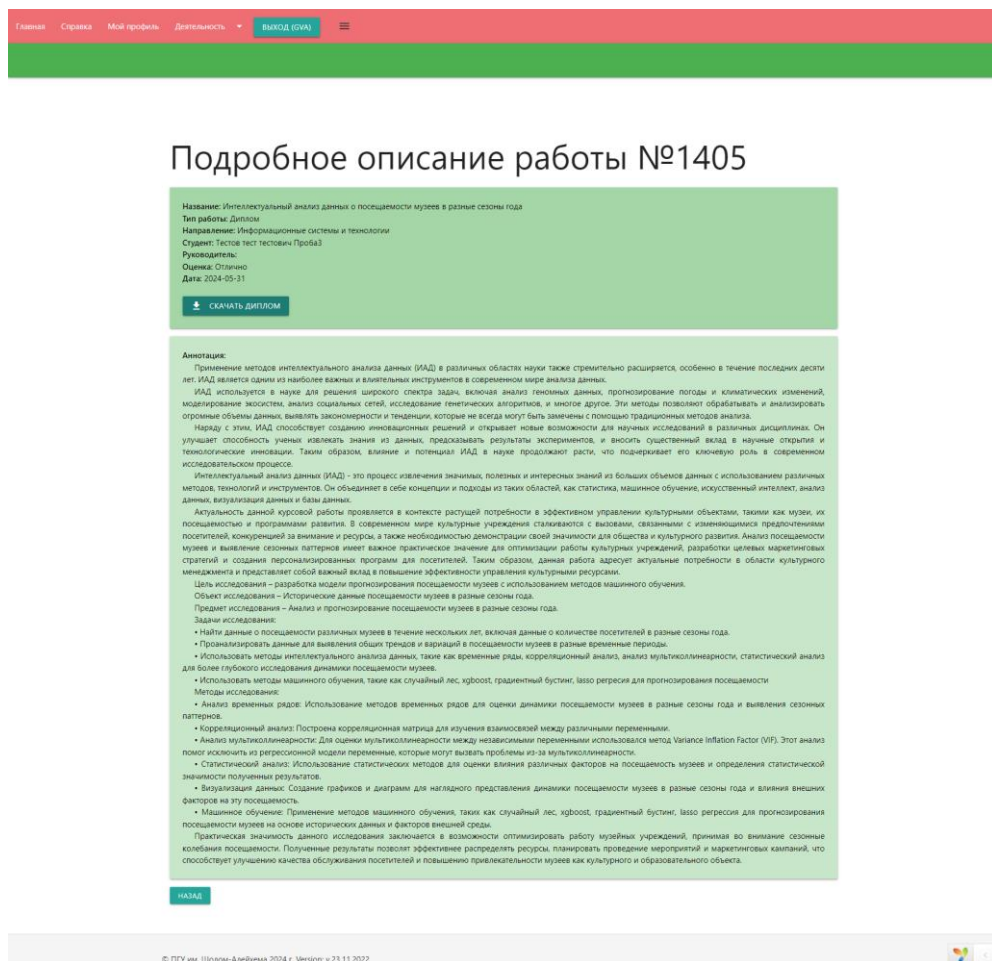 Главная Справка Мой профиль Деятельность ВЫХОД (GVA)
Подробное описание работы №1405
Название: Интеллектуальный анализ данных о посещаемости музеев в разные сезоны года
Тип работы: Диплом
Направление: Информационные системы и технологии
Студент: Тестов тест тестович Проба3
Руководитель:
Оценка: Отлично
Дата: 2024-05-31
СКАЧАТЬ ДИПЛОМ
Аннотация:
Применение методов интеллектуального анализа данных (ИАД) в различных областях науки также стремительно расширяется, особенно в течение последних десяти
лет. ИАД является одним из наиболее важных и влиятельных инструментов в современном мире анализа данных.
ИАД используется в науке для решения широкого спектра задач, включая анализ геномных данных, прогнозирование погоды и климатических изменений,
моделирование экосистем, анализ социальных сетей, исследование генетических алгоритмов, и многое другое. Эти методы позволяют обрабатывать и анализировать
огромные объемы данных, выявлять закономерности и тенденции, которые не всегда могут быть замечены с помощью традиционных методов анализа.
Наряду с этим, ИАД способствует созданию инновационных решений и открывает новые возможности для научных исследований в различных дисциплинах. Он
улучшает способность ученых извлекать знания из данных, предсказывать результаты экспериментов, и вносить существенный вклад в научные открытия и
технологические инновации. Таким образом, влияние и потенциал ИАД в науке продолжают расти, что подчеркивает его ключевую роль в современном
исследовательском процессе.
Интеллектуальный анализ данных (ИАД) - это процесс извлечения значимых, полезных и интересных знаний из больших объемов данных с использованием различных
методов, технологий и инструментов. Он объединяет в себе концепции и подходы из таких областей, как статистика, машинное обучение, искусственный интеллект, анализ
данных, визуализация данных и базы данных.
Актуальность данной курсовой работы проявляется в контексте растущей потребности в эффективном управлении культурными объектами, такими как музеи, их
посещаемостью и программами развития. В современном мире культурные учреждения сталкиваются с вызовами, связанными с изменяющимися предпочтениями
посетителей, конкуренцией за внимание и ресурсы, а также необходимостью демонстрации своей значимости для общества и культурного развития. Анализ посещаемости
музеев и выявление сезонных паттернов имеет важное практическое значение для оптимизации работы культурных учреждений, разработки целевых маркетинговых
стратегий и создания персонализированных программ для посетителей. Таким образом, данная работа адресует актуальные потребности в области культурного
менеджмента и представляет собой важный вклад в повышение эффективности управления культурными ресурсами.
Цель исследования – разработка модели прогнозирования посещаемости музеев с использованием методов машинного обучения.
Объект исследования – Исторические данные посещаемости музеев в разные сезоны года.
Предмет исследования – Анализ и прогнозирование посещаемости музеев в разные сезоны года.
Задачи исследования:
• Найти данные о посещаемости различных музеев в течение нескольких лет, включая данные о количестве посетителей в разные сезоны года.
• Проанализировать данные для выявления общих трендов и вариаций в посещаемости музеев в разные временные периоды.
• Использовать методы интеллектуального анализа данных, такие как временные ряды, корреляционный анализ, анализ мультиколлинеарности, статистический анализ
для более глубокого исследования динамики посещаемости музеев.
• Использовать методы машинного обучения, такие как случайный лес, xgboost, градиентный бустинг, lasso регресия для прогнозирования посещаемости
Методы исследования:
• Анализ временных рядов: Использование методов временных рядов для оценки динамики посещаемости музеев в разные сезоны года и выявления сезонных
паттернов.
• Корреляционный анализ: Построена корреляционная матрица для изучения взаимосвязей между различными переменными.
• Анализ мультиколлинеарности: Для оценки мультиколлинеарности между независимыми переменными использовался метод Variance Inflation Factor (VIF). Этот анализ
помог исключить из регрессионной модели переменные, которые могут вызвать проблемы из-за мультиколлинеарности.
• Статистический анализ: Использование статистических методов для оценки влияния различных факторов на посещаемость музеев и определения статистической
значимости полученных результатов.
• Визуализация данных: Создание графиков и диаграмм для наглядного представления динамики посещаемости музеев в разные сезоны года и влияния внешних
факторов на эту посещаемость.
• Машинное обучение: Применение методов машинного обучения, таких как случайный лес, xgboost, градиентный бустинг, lasso регрессия для прогнозирования
посещаемости музеев на основе исторических данных и факторов внешней среды.
Практическая значимость данного исследования заключается в возможности оптимизировать работу музейных учреждений, принимая во внимание сезонные
колебания посещаемости. Полученные результаты позволят эффективнее распределять ресурсы, планировать проведение мероприятий и маркетинговых кампаний, что
способствует улучшению качества обслуживания посетителей и повышению привлекательности музеев как культурного и образовательного объекта.
НАЗАД
© ПГУ им. Шолом-Алейхема 2024 г. Version: v.23.11.2022